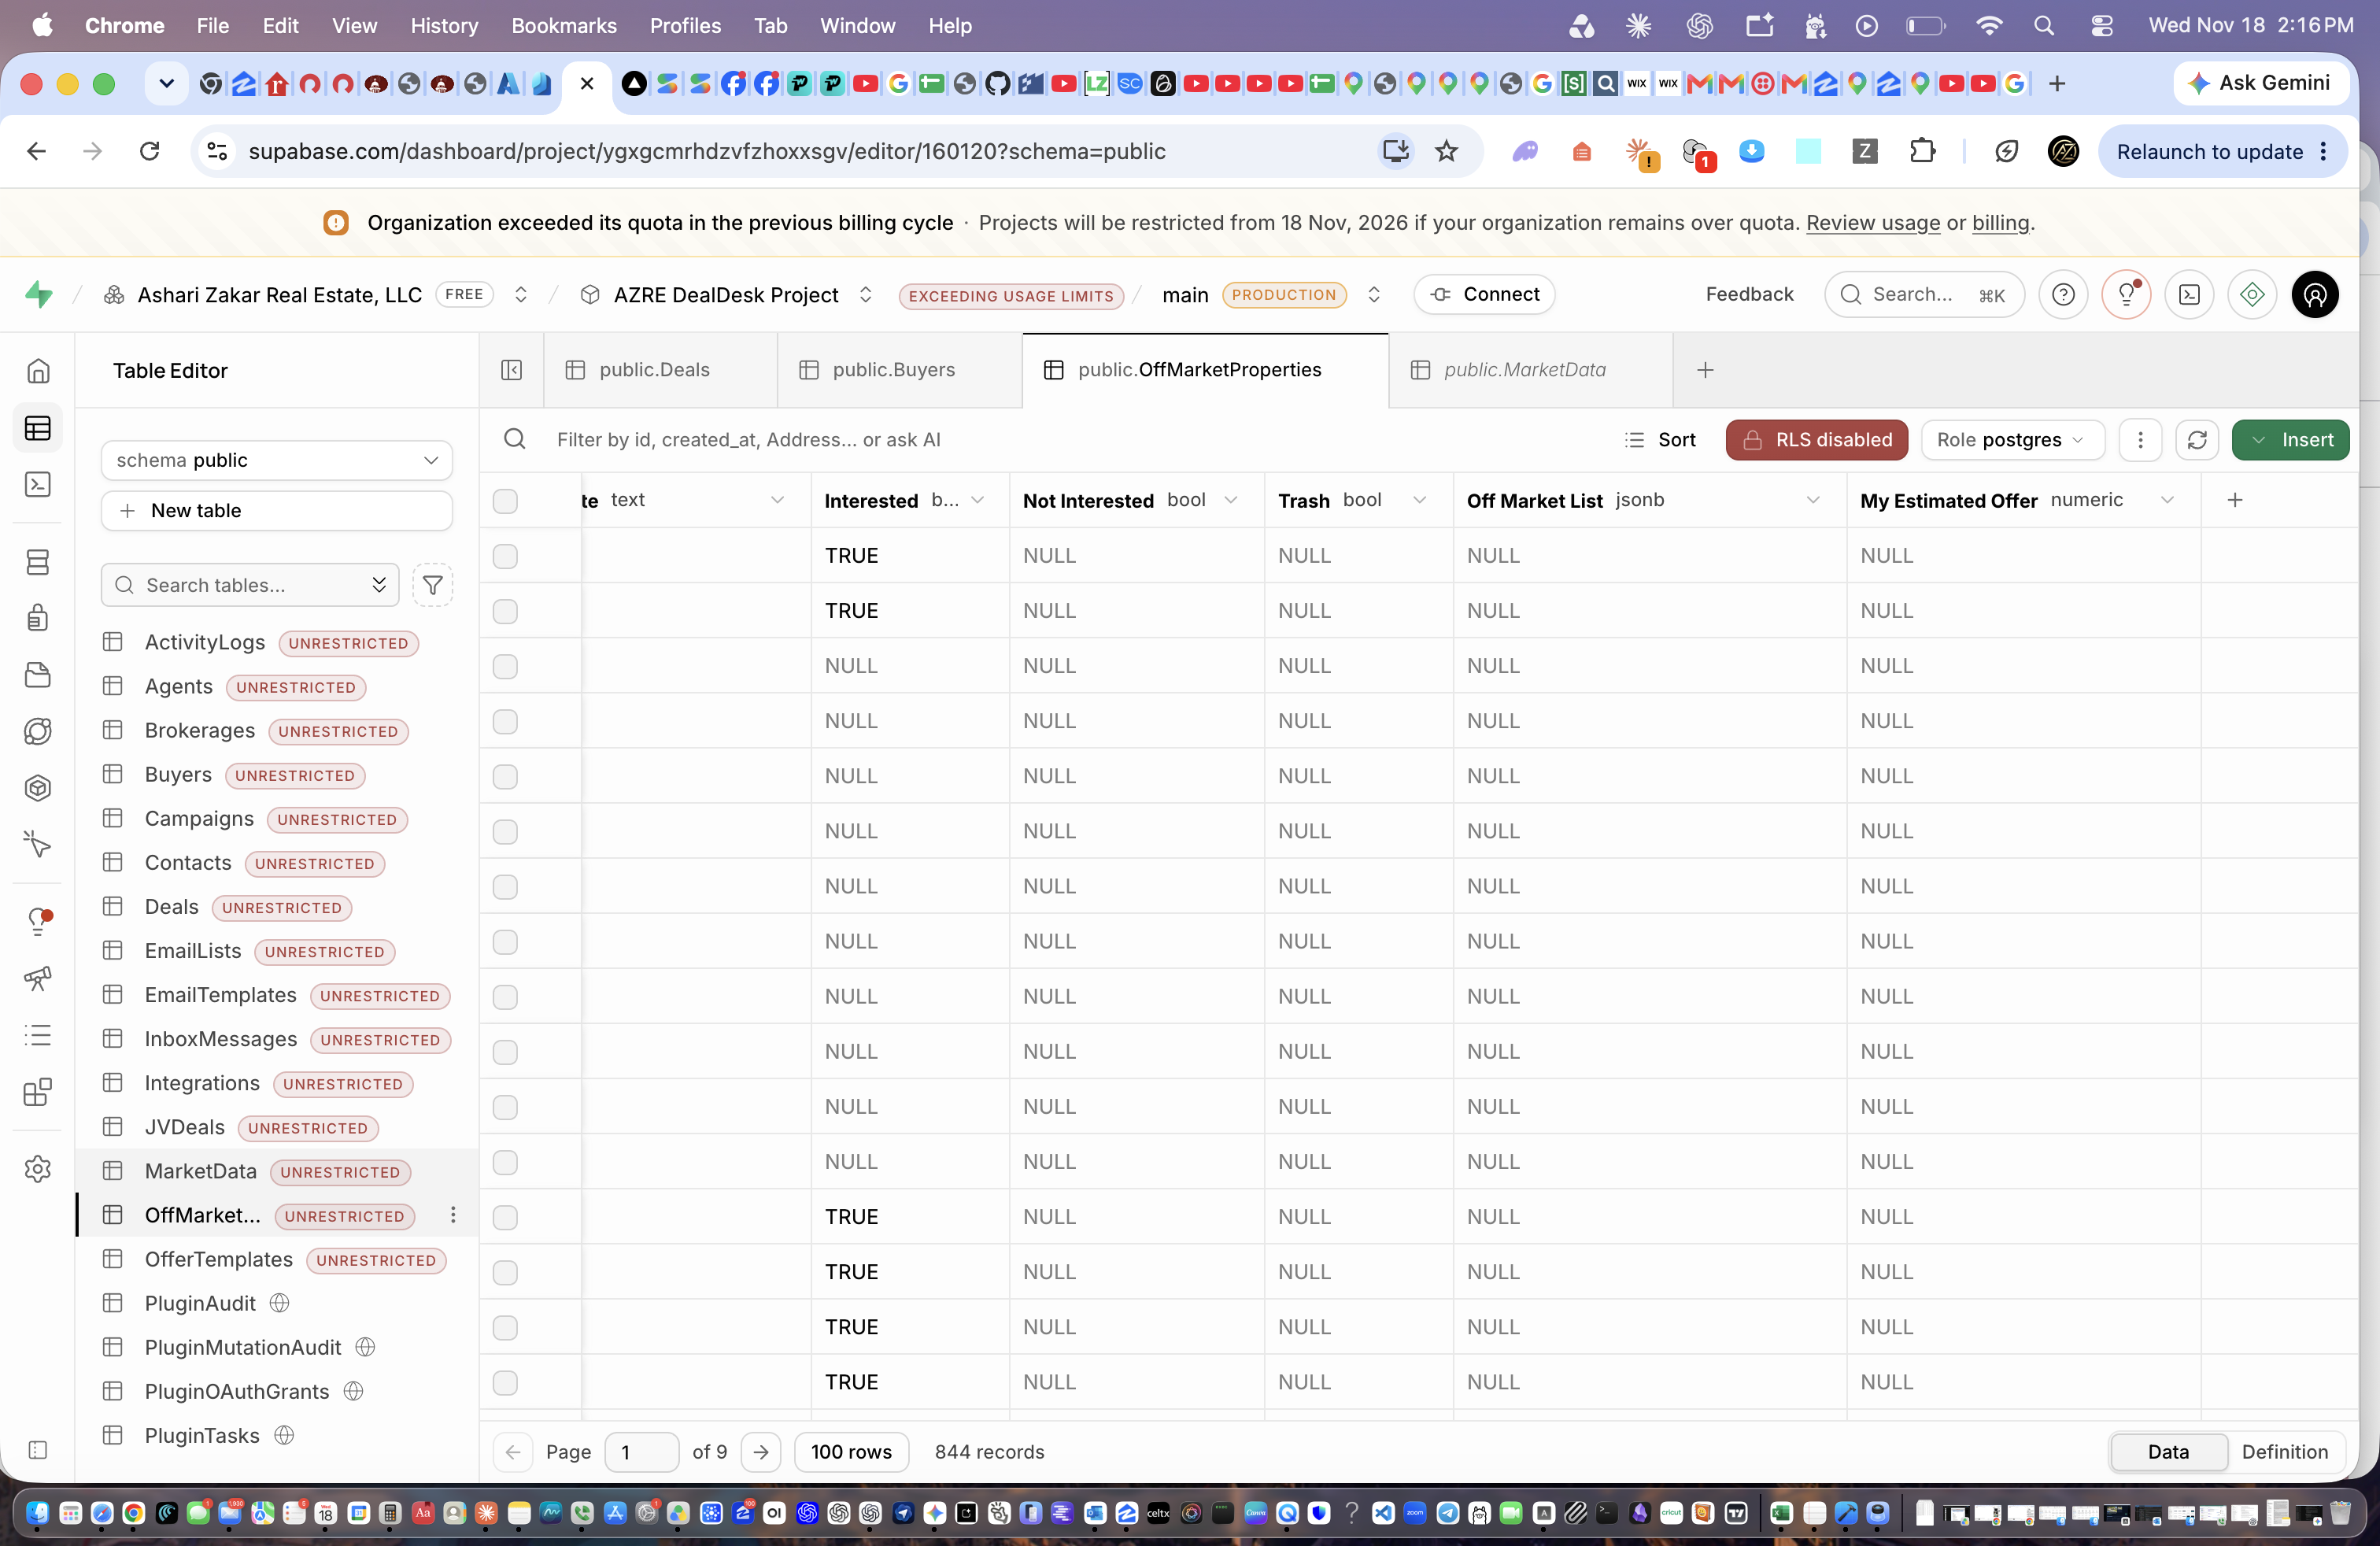 Chrome File Edit View History Bookmarks Profiles Tab Window Help Wed Nov 18 2:16 PM
Ask Gemini
supabase.com/dashboard/project/ygxgcmrhdzvfzhoxxsgv/editor/160120?schema=public
Relaunch to update
Organization exceeded its quota in the previous billing cycle · Projects will be restricted from 18 Nov, 2026 if your organization remains over quota. Review usage or billing.
Ashari Zakar Real Estate, LLC FREE AZRE DealDesk Project EXCEEDING USAGE LIMITS main PRODUCTION Connect Feedback Search... ⌘K
Table Editor
public.Deals public.Buyers public.OffMarketProperties public.MarketData
schema public
New table
Search tables...
ActivityLogs UNRESTRICTED
Agents UNRESTRICTED
Brokerages UNRESTRICTED
Buyers UNRESTRICTED
Campaigns UNRESTRICTED
Contacts UNRESTRICTED
Deals UNRESTRICTED
EmailLists UNRESTRICTED
EmailTemplates UNRESTRICTED
InboxMessages UNRESTRICTED
Integrations UNRESTRICTED
JVDeals UNRESTRICTED
MarketData UNRESTRICTED
OffMarket... UNRESTRICTED
OfferTemplates UNRESTRICTED
PluginAudit
PluginMutationAudit
PluginOAuthGrants
PluginTasks
Filter by id, created_at, Address... or ask AI Sort RLS disabled Role postgres Insert
te text Interested b... Not Interested bool Trash bool Off Market List jsonb My Estimated Offer numeric
TRUE NULL NULL NULL NULL
TRUE NULL NULL NULL NULL
NULL NULL NULL NULL NULL
NULL NULL NULL NULL NULL
NULL NULL NULL NULL NULL
NULL NULL NULL NULL NULL
NULL NULL NULL NULL NULL
NULL NULL NULL NULL NULL
NULL NULL NULL NULL NULL
NULL NULL NULL NULL NULL
NULL NULL NULL NULL NULL
NULL NULL NULL NULL NULL
TRUE NULL NULL NULL NULL
TRUE NULL NULL NULL NULL
TRUE NULL NULL NULL NULL
TRUE NULL NULL NULL NULL
Page 1 of 9 100 rows 844 records Data Definition